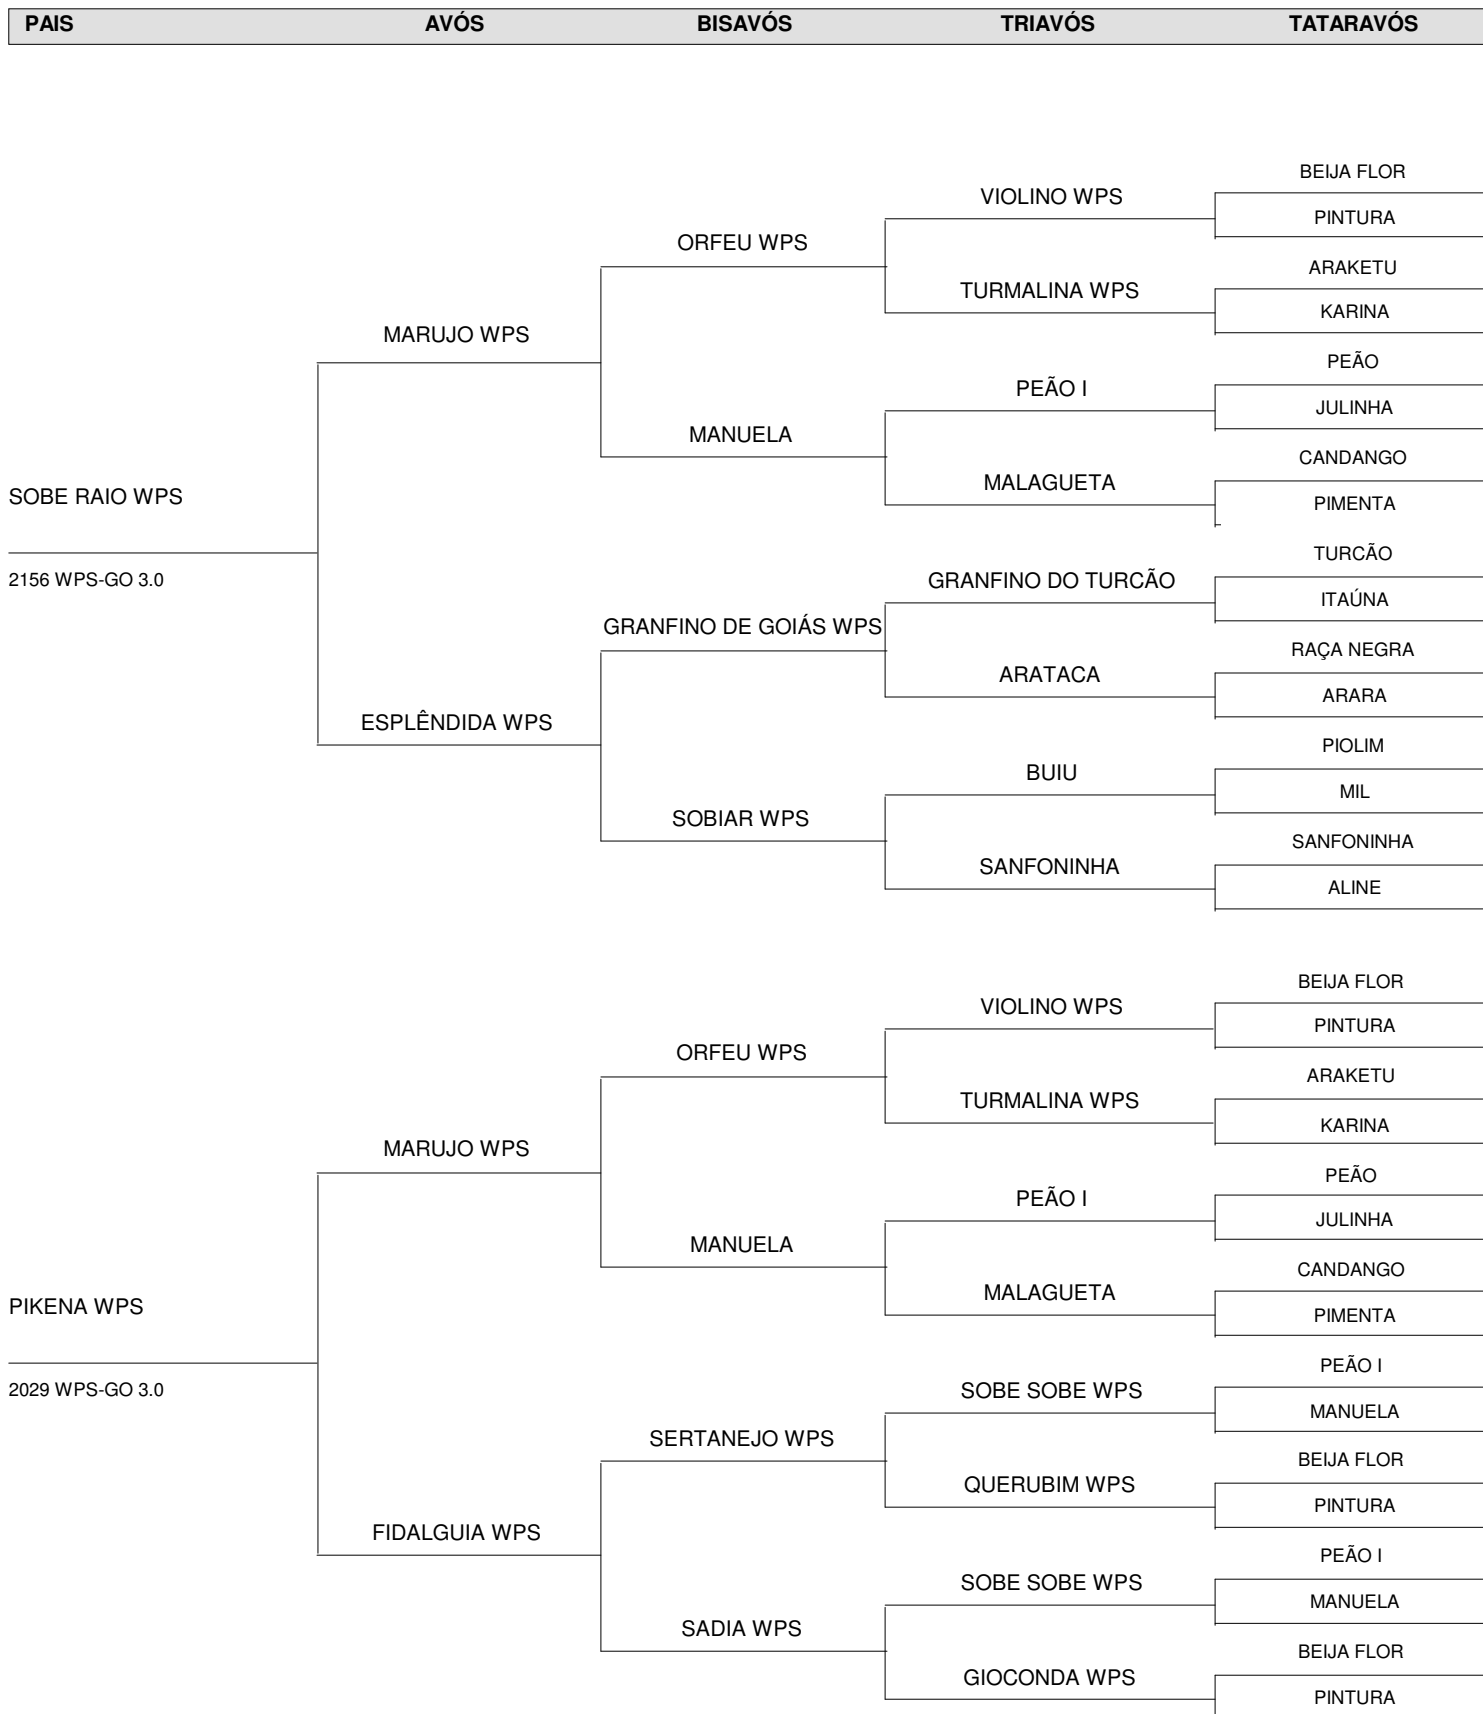 PAIS AVÓS BISAVÓS TRIAVÓS TATARAVÓS
BEIJA FLOR
VIOLINO WPS
PINTURA
ORFEU WPS
ARAKETU
TURMALINA WPS
KARINA
MARUJO WPS
PEÃO
PEÃO I
JULINHA
MANUELA
CANDANGO
MALAGUETA
SOBE RAIO WPS
PIMENTA
TURCÃO
2156 WPS-GO 3.0
GRANFINO DO TURCÃO
ITAÚNA
GRANFINO DE GOIÁS WPS
RAÇA NEGRA
ARATACA
ARARA
ESPLÊNDIDA WPS
PIOLIM
BUIU
MIL
SOBIAR WPS
SANFONINHA
SANFONINHA
ALINE
BEIJA FLOR
VIOLINO WPS
PINTURA
ORFEU WPS
ARAKETU
TURMALINA WPS
KARINA
MARUJO WPS
PEÃO
PEÃO I
JULINHA
MANUELA
CANDANGO
MALAGUETA
PIKENA WPS
PIMENTA
PEÃO I
2029 WPS-GO 3.0
SOBE SOBE WPS
MANUELA
SERTANEJO WPS
BEIJA FLOR
QUERUBIM WPS
PINTURA
FIDALGUIA WPS
PEÃO I
SOBE SOBE WPS
MANUELA
SADIA WPS
BEIJA FLOR
GIOCONDA WPS
PINTURA